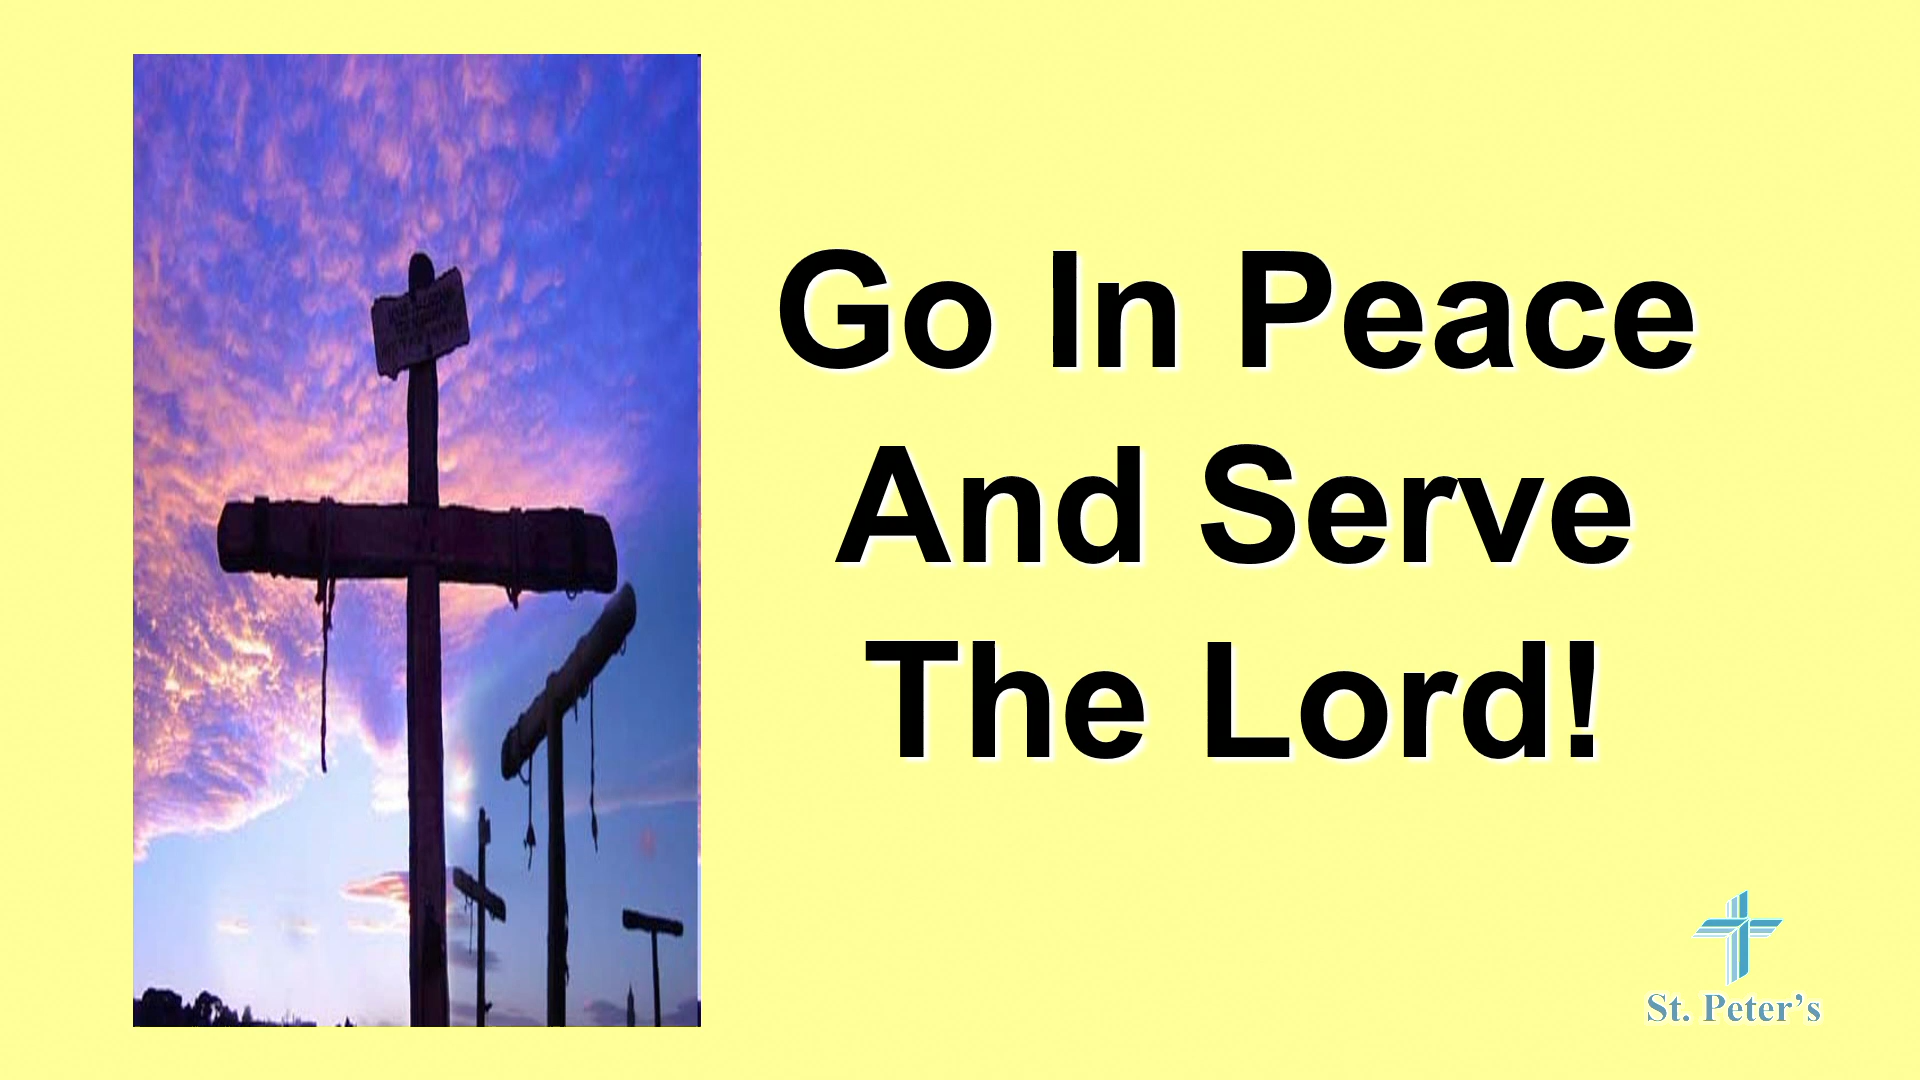 Go In Peace
And Serve
The Lord!
St. Peter’s